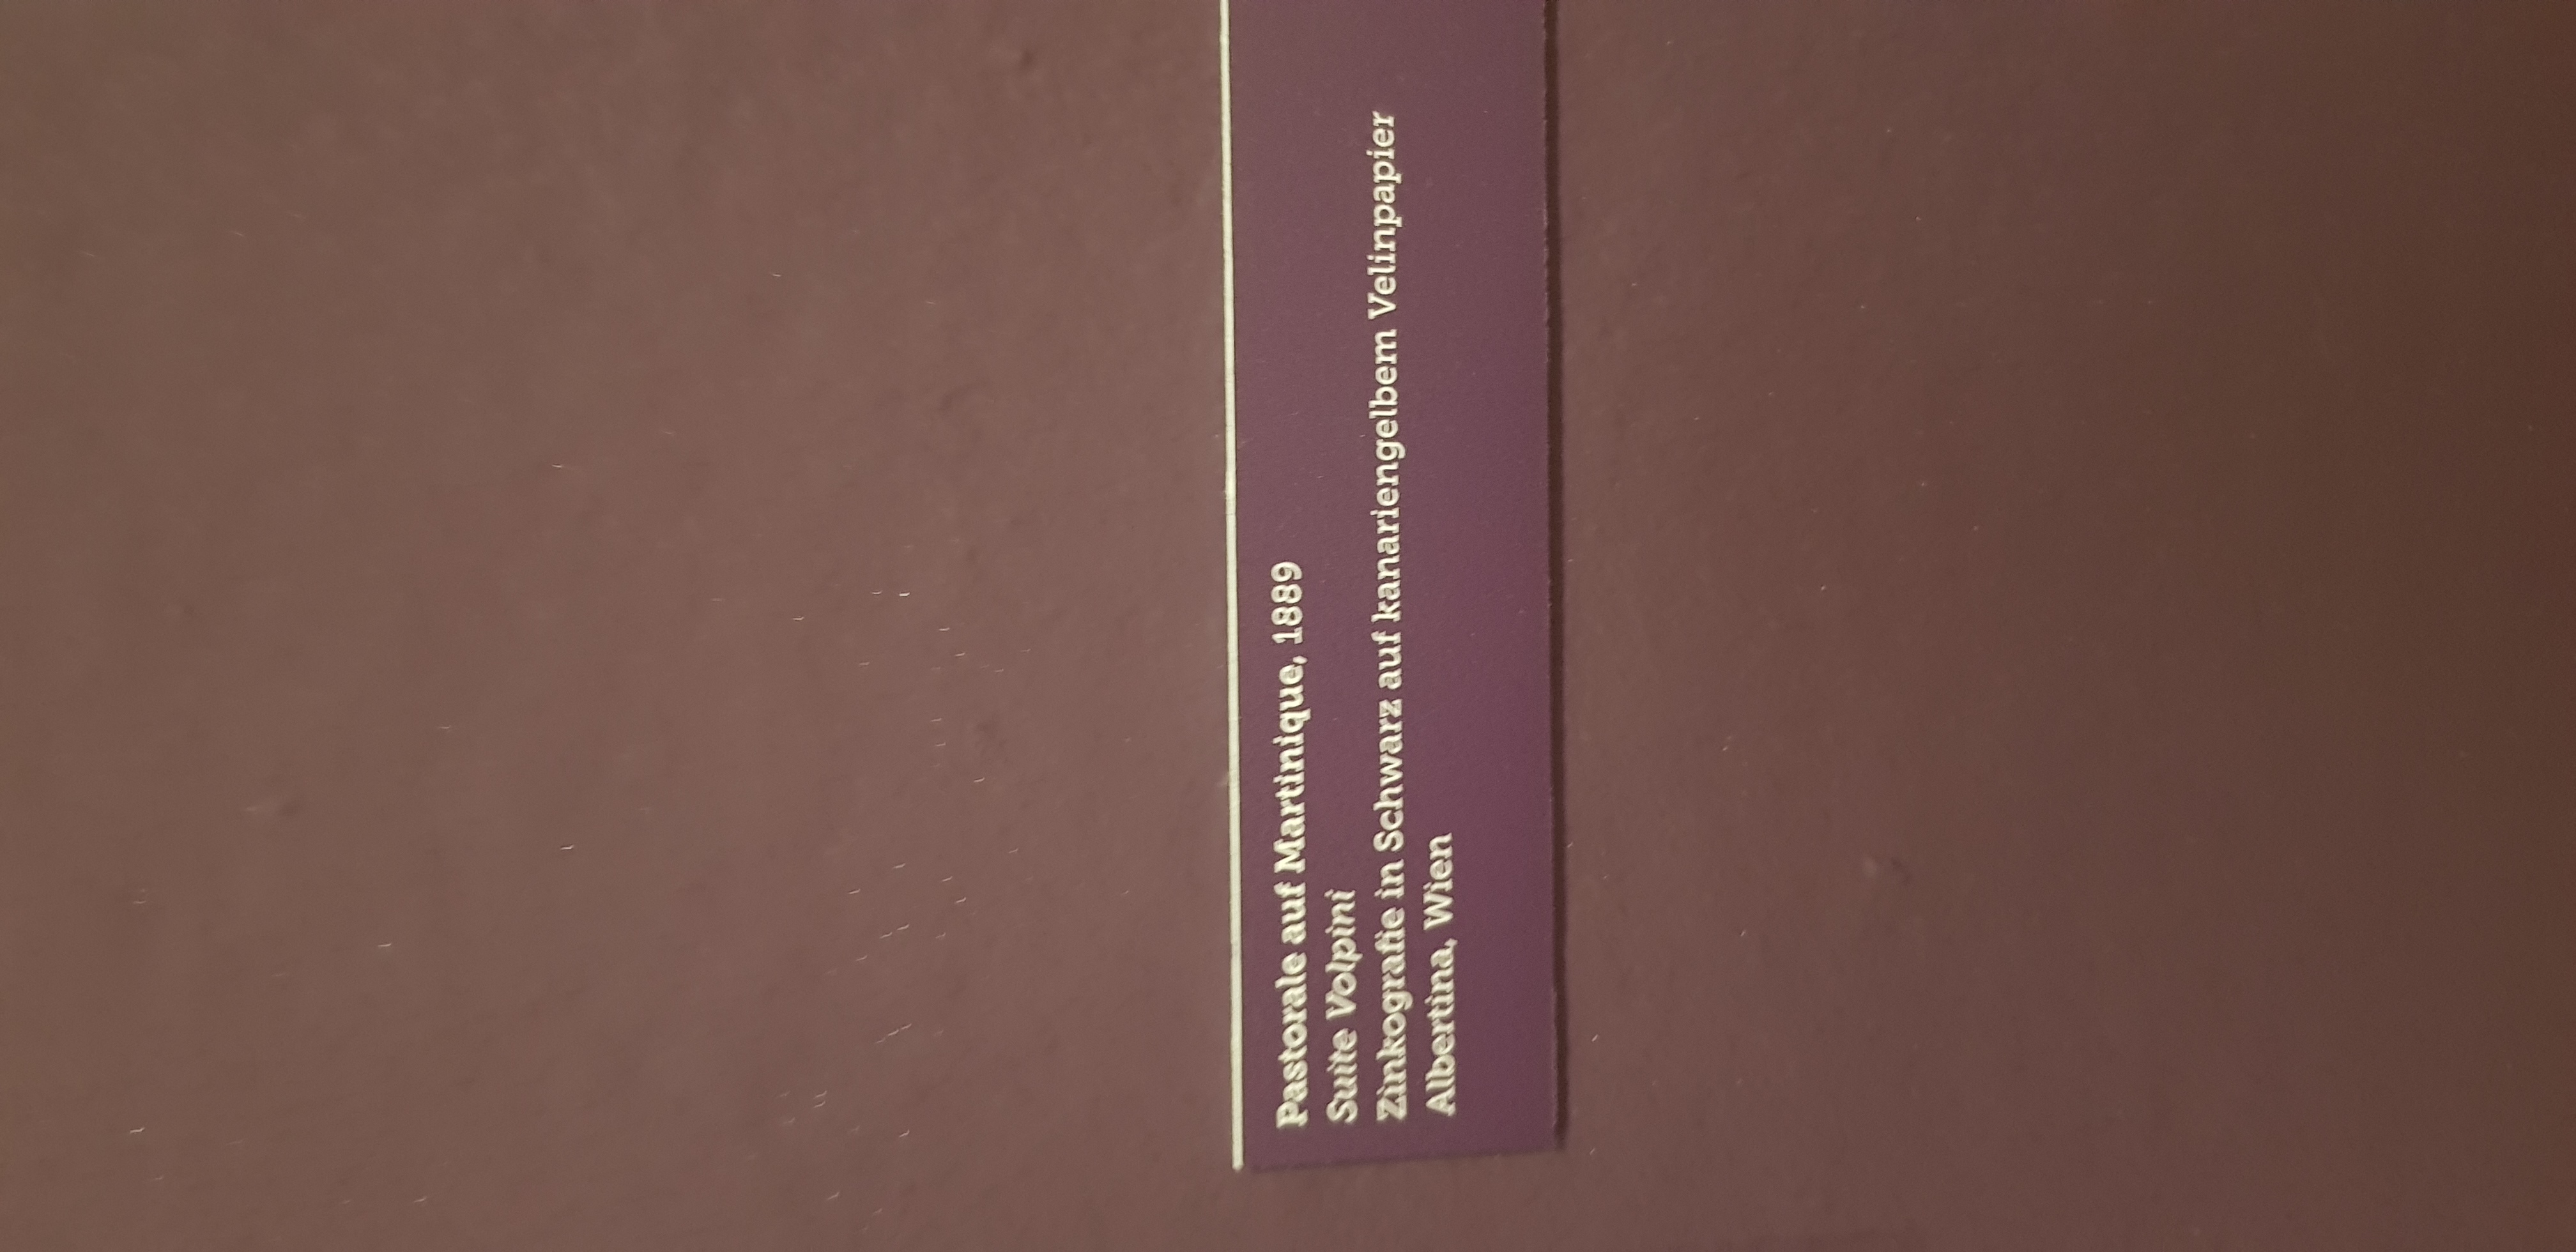 Pastorale auf Martinique, 1889
Suite Volpini
Zinkografie in Schwarz auf kanariengelbem Velinpapier
Albertina, Wien